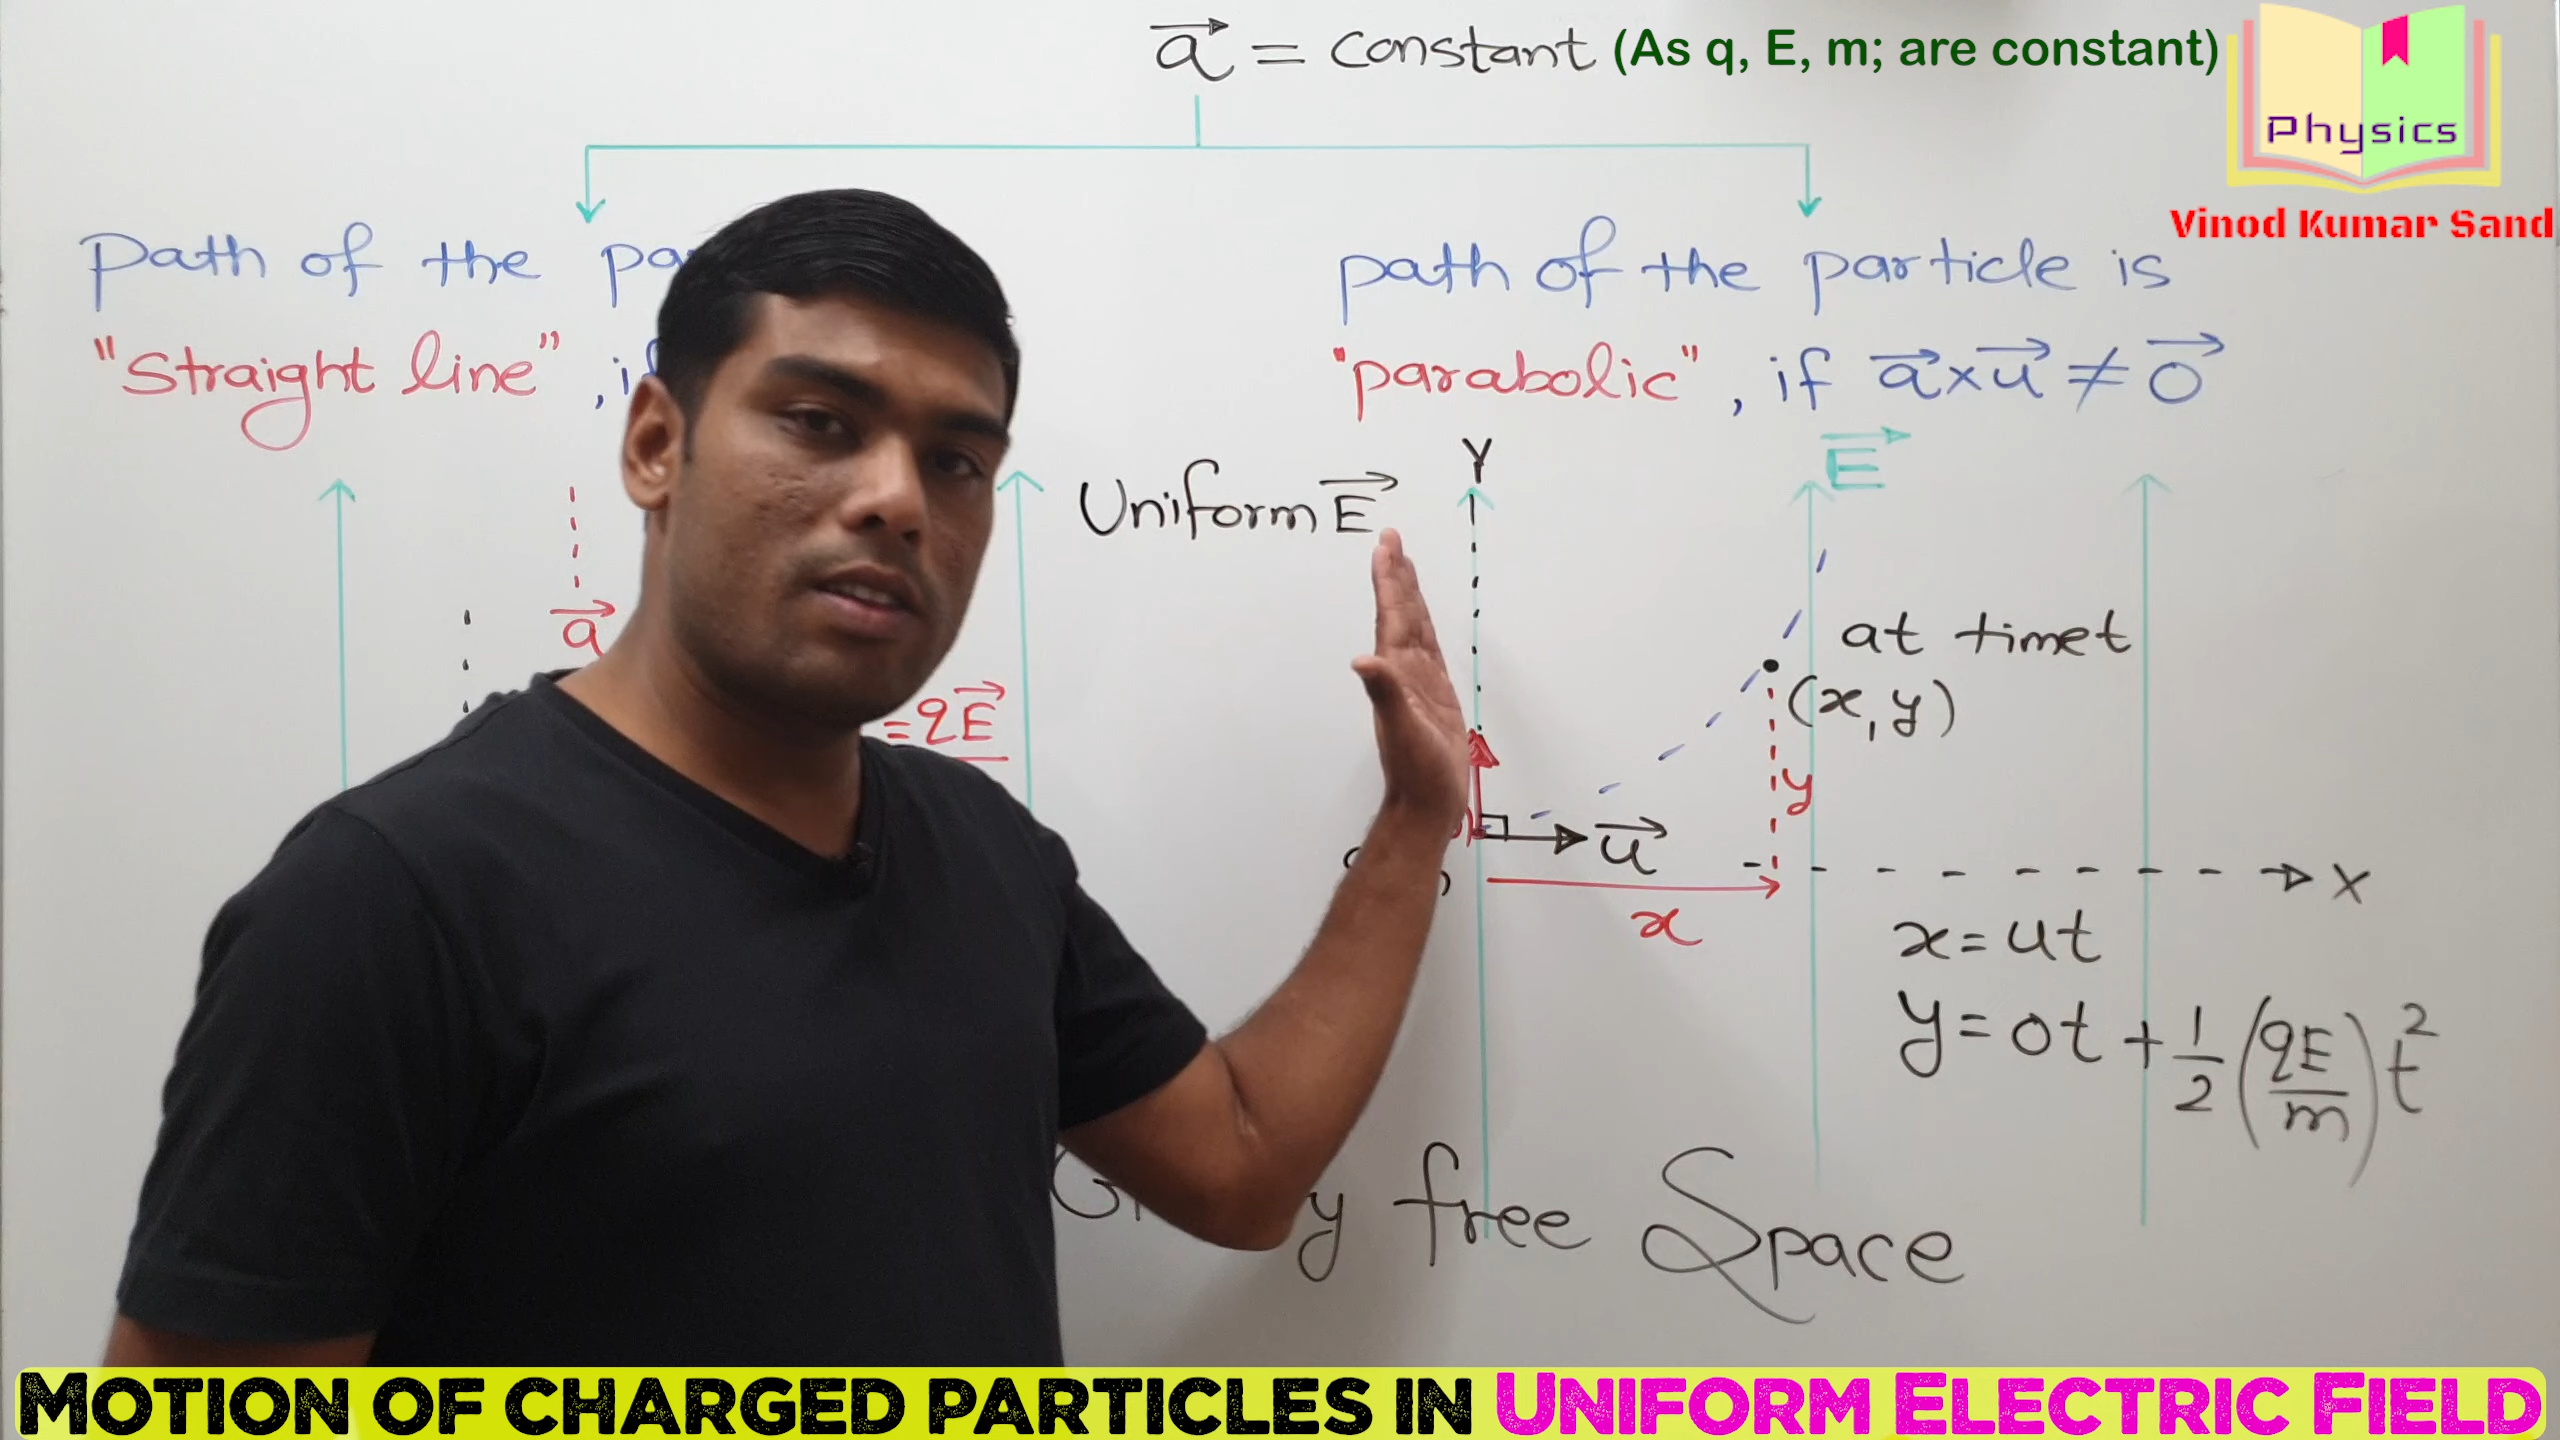 a = constant (As q, E, m; are constant)
Physics
Vinod Kumar Sand
path of the
"Straight line", if
path of the particle is
"parabolic", if a×u ≠ 0
a
=qE
Uniform E
Y
E
at time t
(x, y)
y
u
x
X
x=ut
y=0t+1/2(qE/m)t²
free Space
MOTION OF CHARGED PARTICLES IN UNIFORM ELECTRIC FIELD